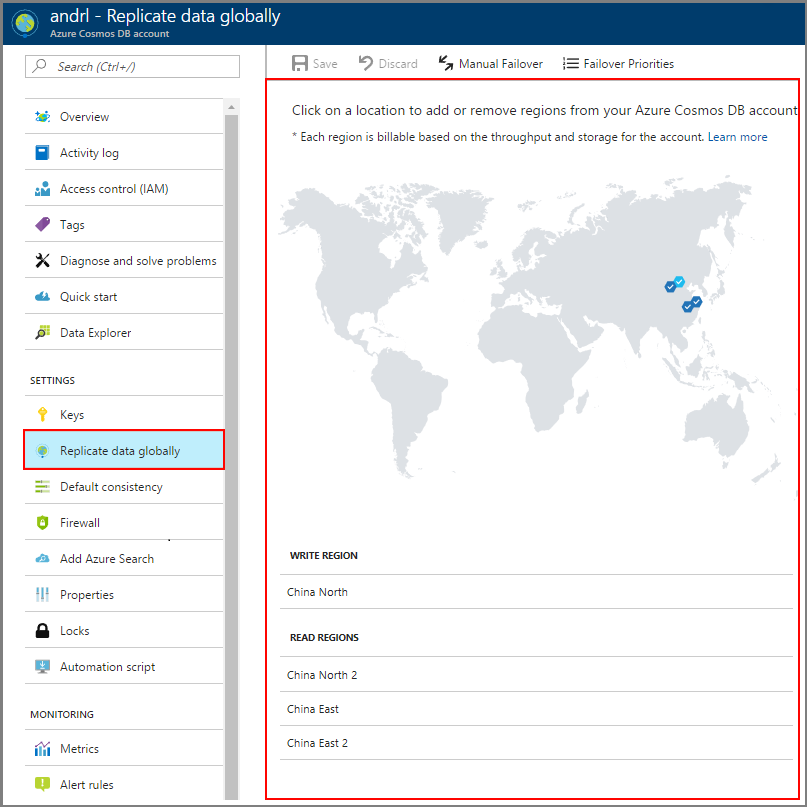 andrl - Replicate data globally
Azure Cosmos DB account
Search (Ctrl+/)
Save
Discard
Manual Failover
Failover Priorities
Overview
Activity log
Access control (IAM)
Tags
Diagnose and solve problems
Quick start
Data Explorer
SETTINGS
Keys
Replicate data globally
Default consistency
Firewall
Add Azure Search
Properties
Locks
Automation script
MONITORING
Metrics
Alert rules
Click on a location to add or remove regions from your Azure Cosmos DB account
* Each region is billable based on the throughput and storage for the account. Learn more
WRITE REGION
China North
READ REGIONS
China North 2
China East
China East 2